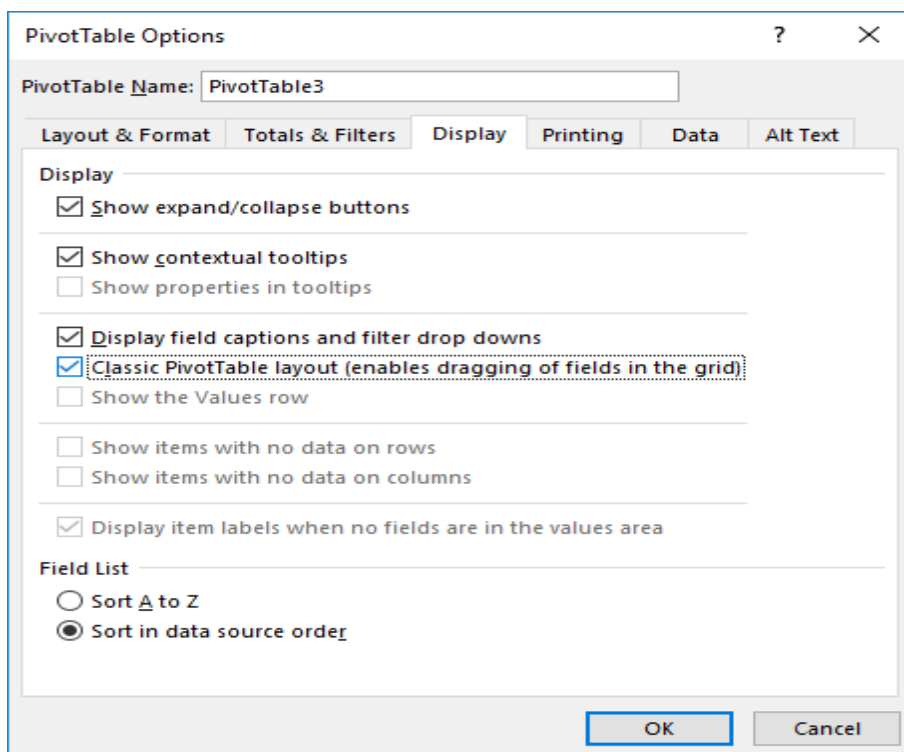 PivotTable Options
PivotTable Name: PivotTable3
Layout & Format Totals & Filters Display Printing Data Alt Text
Display
Show expand/collapse buttons
Show contextual tooltips
Show properties in tooltips
Display field captions and filter drop downs
Classic PivotTable layout (enables dragging of fields in the grid)
Show the Values row
Show items with no data on rows
Show items with no data on columns
Display item labels when no fields are in the values area
Field List
Sort A to Z
Sort in data source order
OK Cancel